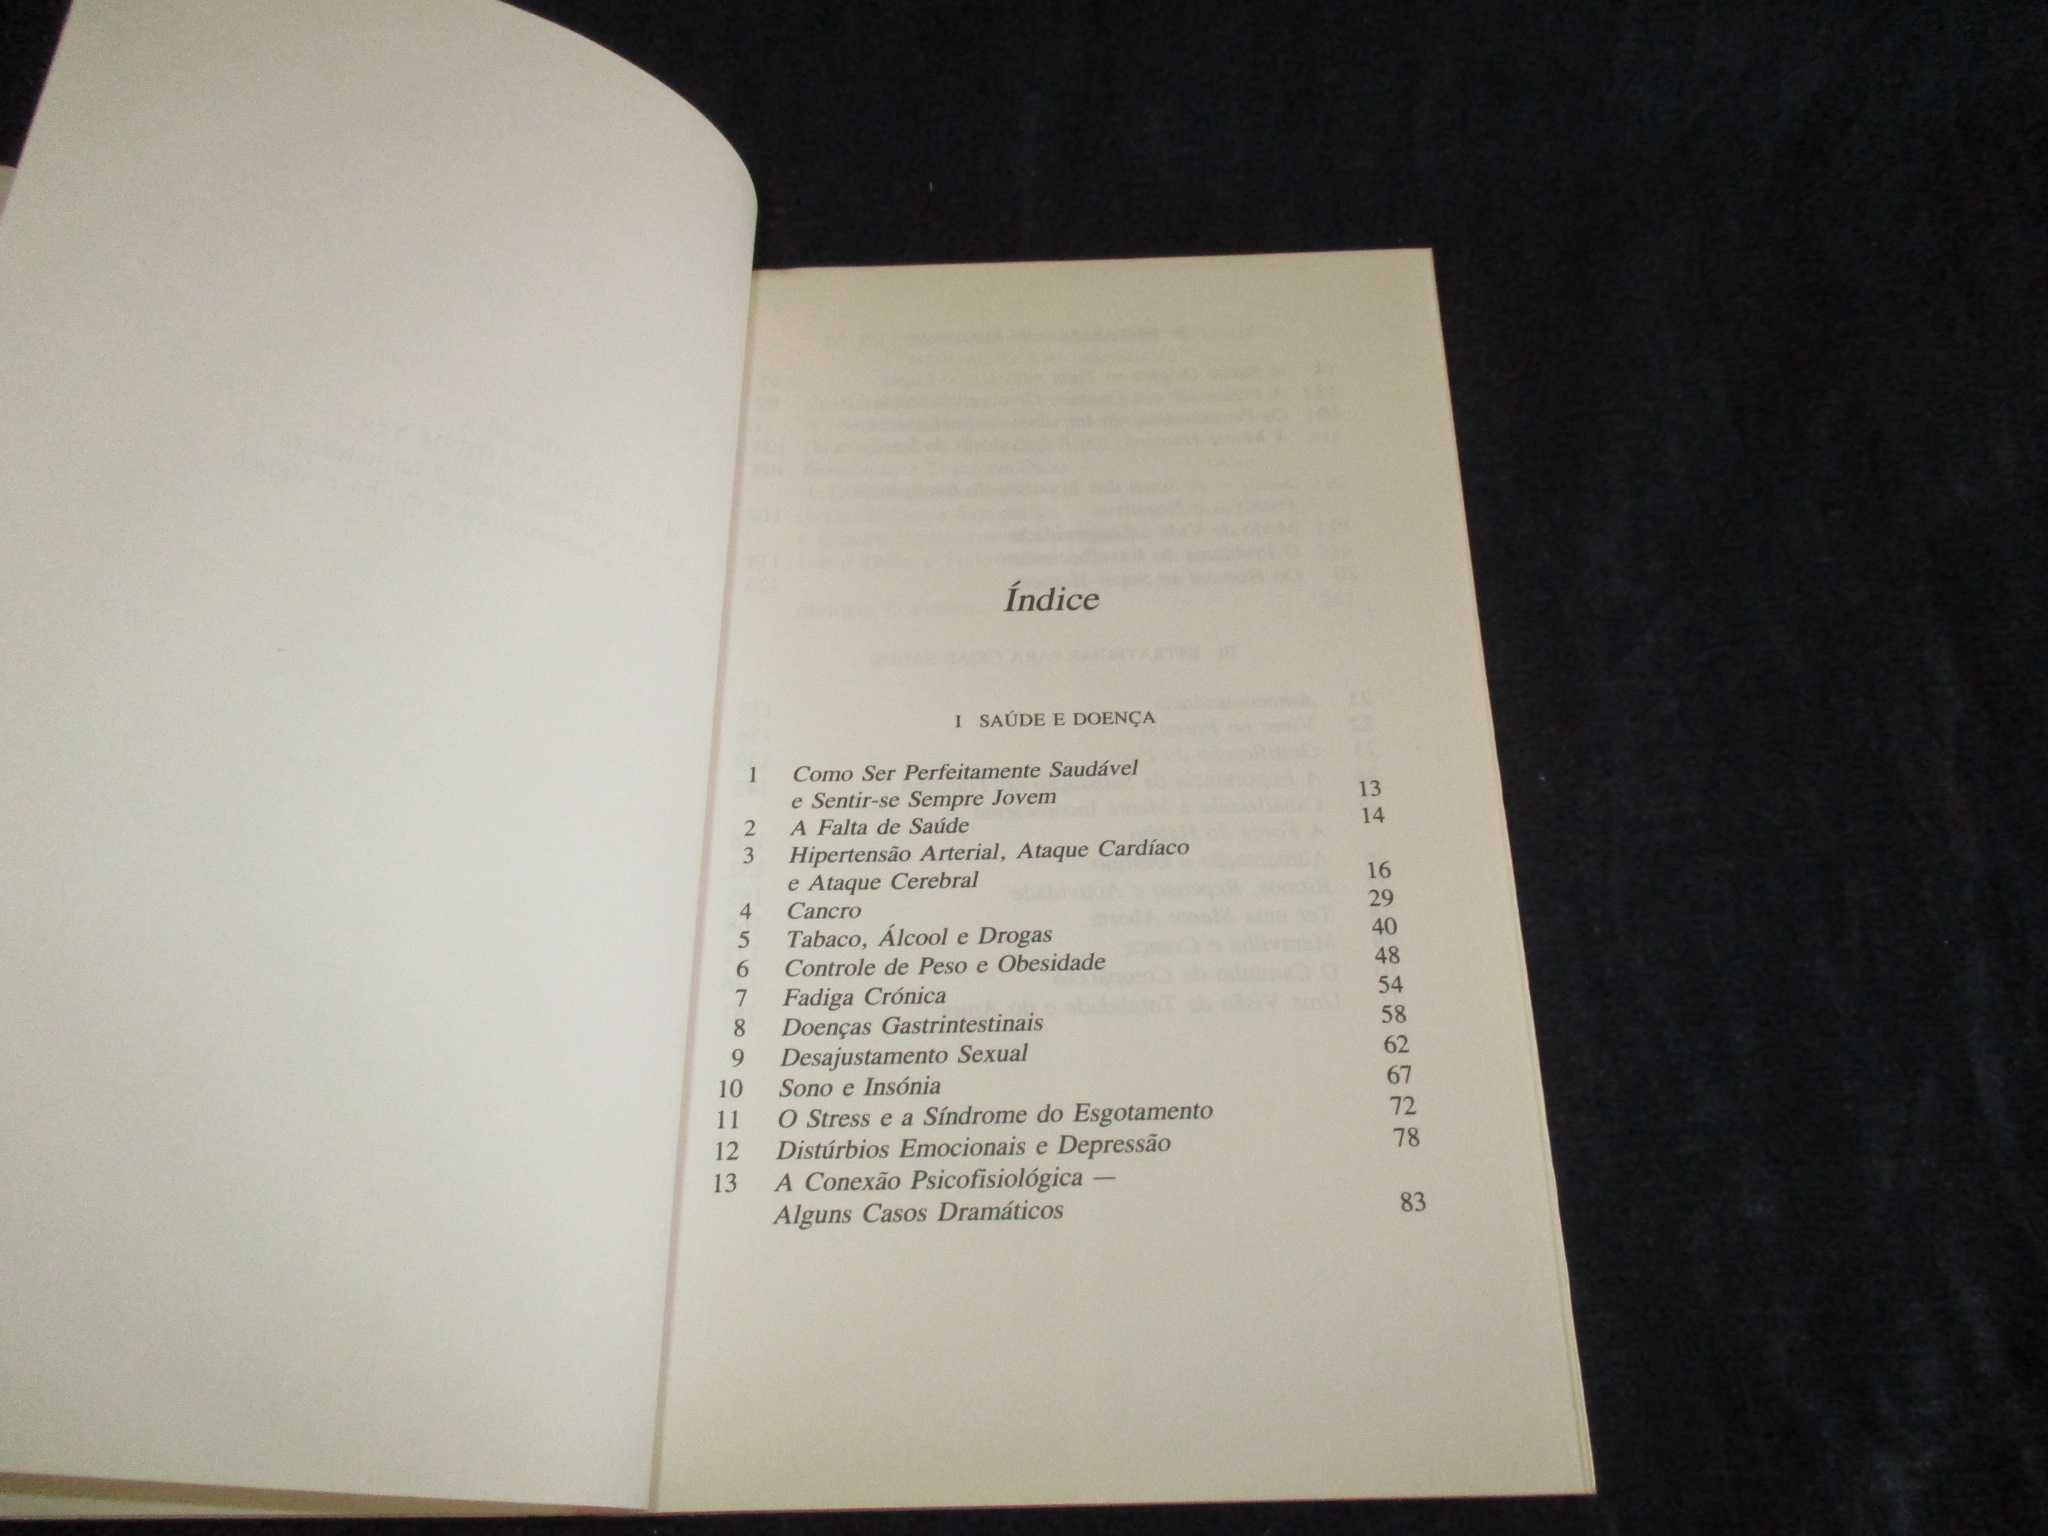 Índice
I SAÚDE E DOENÇA
1 Como Ser Perfeitamente Saudável
e Sentir-se Sempre Jovem 13
2 A Falta de Saúde 14
3 Hipertensão Arterial, Ataque Cardíaco
e Ataque Cerebral 16
4 Cancro 29
5 Tabaco, Álcool e Drogas 40
6 Controle de Peso e Obesidade 48
7 Fadiga Crónica 54
8 Doenças Gastrintestinais 58
9 Desajustamento Sexual 62
10 Sono e Insónia 67
11 O Stress e a Síndrome do Esgotamento 72
12 Distúrbios Emocionais e Depressão 78
13 A Conexão Psicofisiológica —
Alguns Casos Dramáticos 83